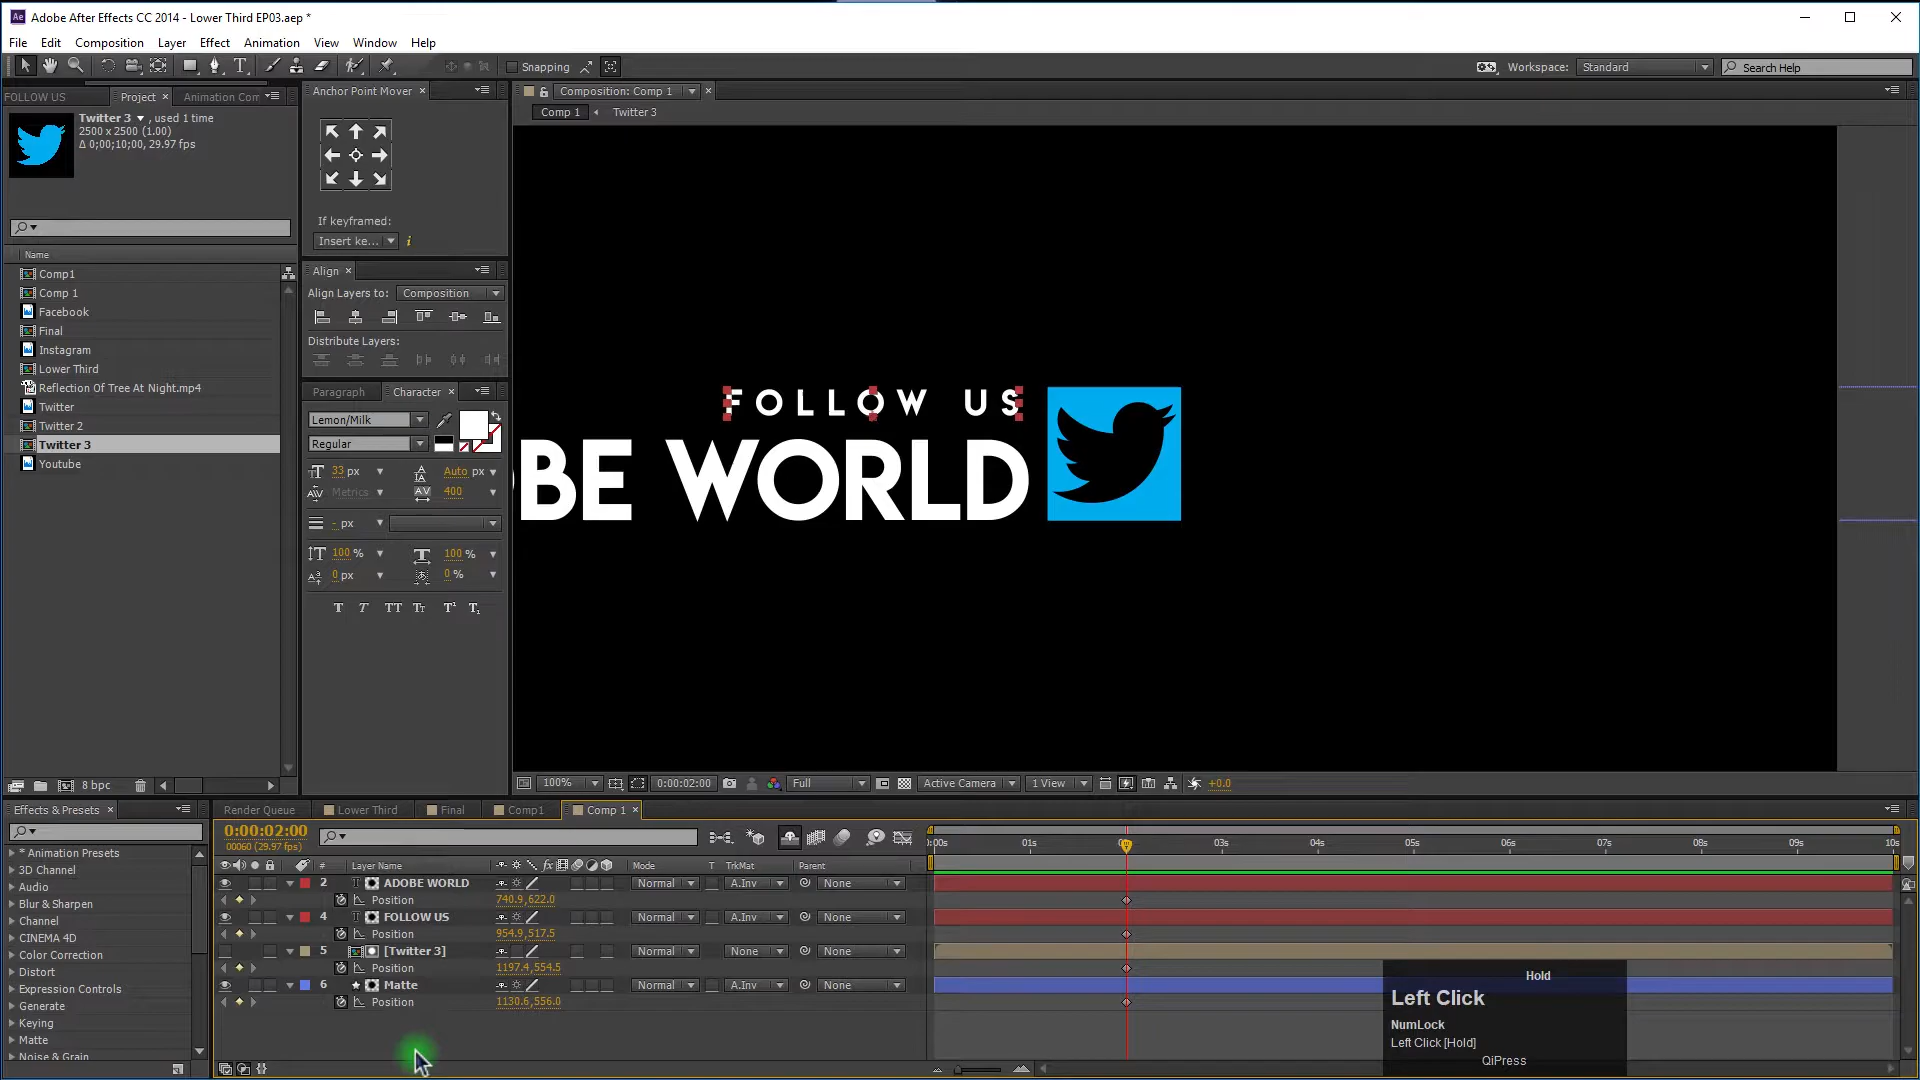 Adobe After Effects CC 2014 - Lower Third EP03.aep *
File Edit Composition Layer Effect Animation View Window Help
Snapping
Workspace: Standard
Search Help
FOLLOW US Project Animation Com
Twitter 3 , used 1 time
2500 x 2500 (1.00)
Δ 0;00;10;00, 29.97 fps
Name
Comp1
Comp 1
Facebook
Final
Instagram
Lower Third
Reflection Of Tree At Night.mp4
Twitter
Twitter 2
Twitter 3
Youtube
8 bpc
Anchor Point Mover
If keyframed:
Insert ke...
Align
Align Layers to: Composition
Distribute Layers:
Paragraph Character
Lemon/Milk
Regular
33 px Auto px
Metrics 400
- px
100 % 100 %
0 px 0 %
Composition: Comp 1
Comp 1 Twitter 3
FOLLOW US
OBE WORLD
100% 0:00:02:00 Full Active Camera 1 View +0.0
Effects & Presets
* Animation Presets
3D Channel
Audio
Blur & Sharpen
Channel
CINEMA 4D
Color Correction
Distort
Expression Controls
Generate
Keying
Matte
Noise & Grain
Render Queue Lower Third Final Comp1 Comp 1
0:00:02:00
00060 (29.97 fps)
:00s 01s 03s 04s 05s 06s 07s 08s 09s 10s
# Layer Name Mode T TrkMat Parent
2 ADOBE WORLD Normal A.Inv None
Position 740.9,622.0
4 FOLLOW US Normal A.Inv None
Position 954.9,517.5
5 [Twitter 3] Normal None None
Position 1197.4,554.5
6 Matte Normal A.Inv None
Position 1130.6,556.0
Hold
Left Click
NumLock
Left Click [Hold]
QiPress